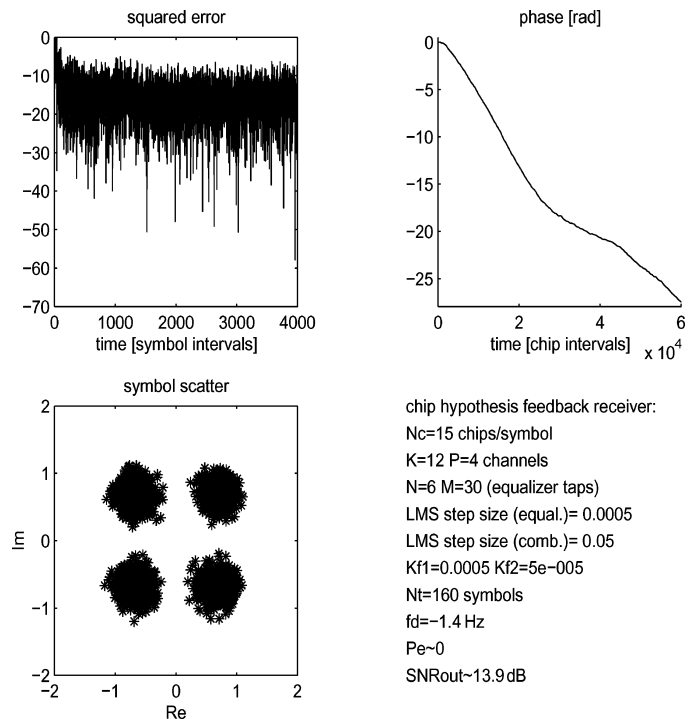 squared error
0
−10
−20
−30
−40
−50
−60
−70
0 1000 2000 3000 4000
time [symbol intervals]
phase [rad]
0
−5
−10
−15
−20
−25
0 2 4 6
time [chip intervals] x 10^4
symbol scatter
2
1
0
−1
−2
Im
−2 −1 0 1 2
Re
chip hypothesis feedback receiver:
Nc=15 chips/symbol
K=12 P=4 channels
N=6 M=30 (equalizer taps)
LMS step size (equal.)= 0.0005
LMS step size (comb.)= 0.05
Kf1=0.0005 Kf2=5e−005
Nt=160 symbols
fd=−1.4 Hz
Pe~0
SNRout~13.9 dB